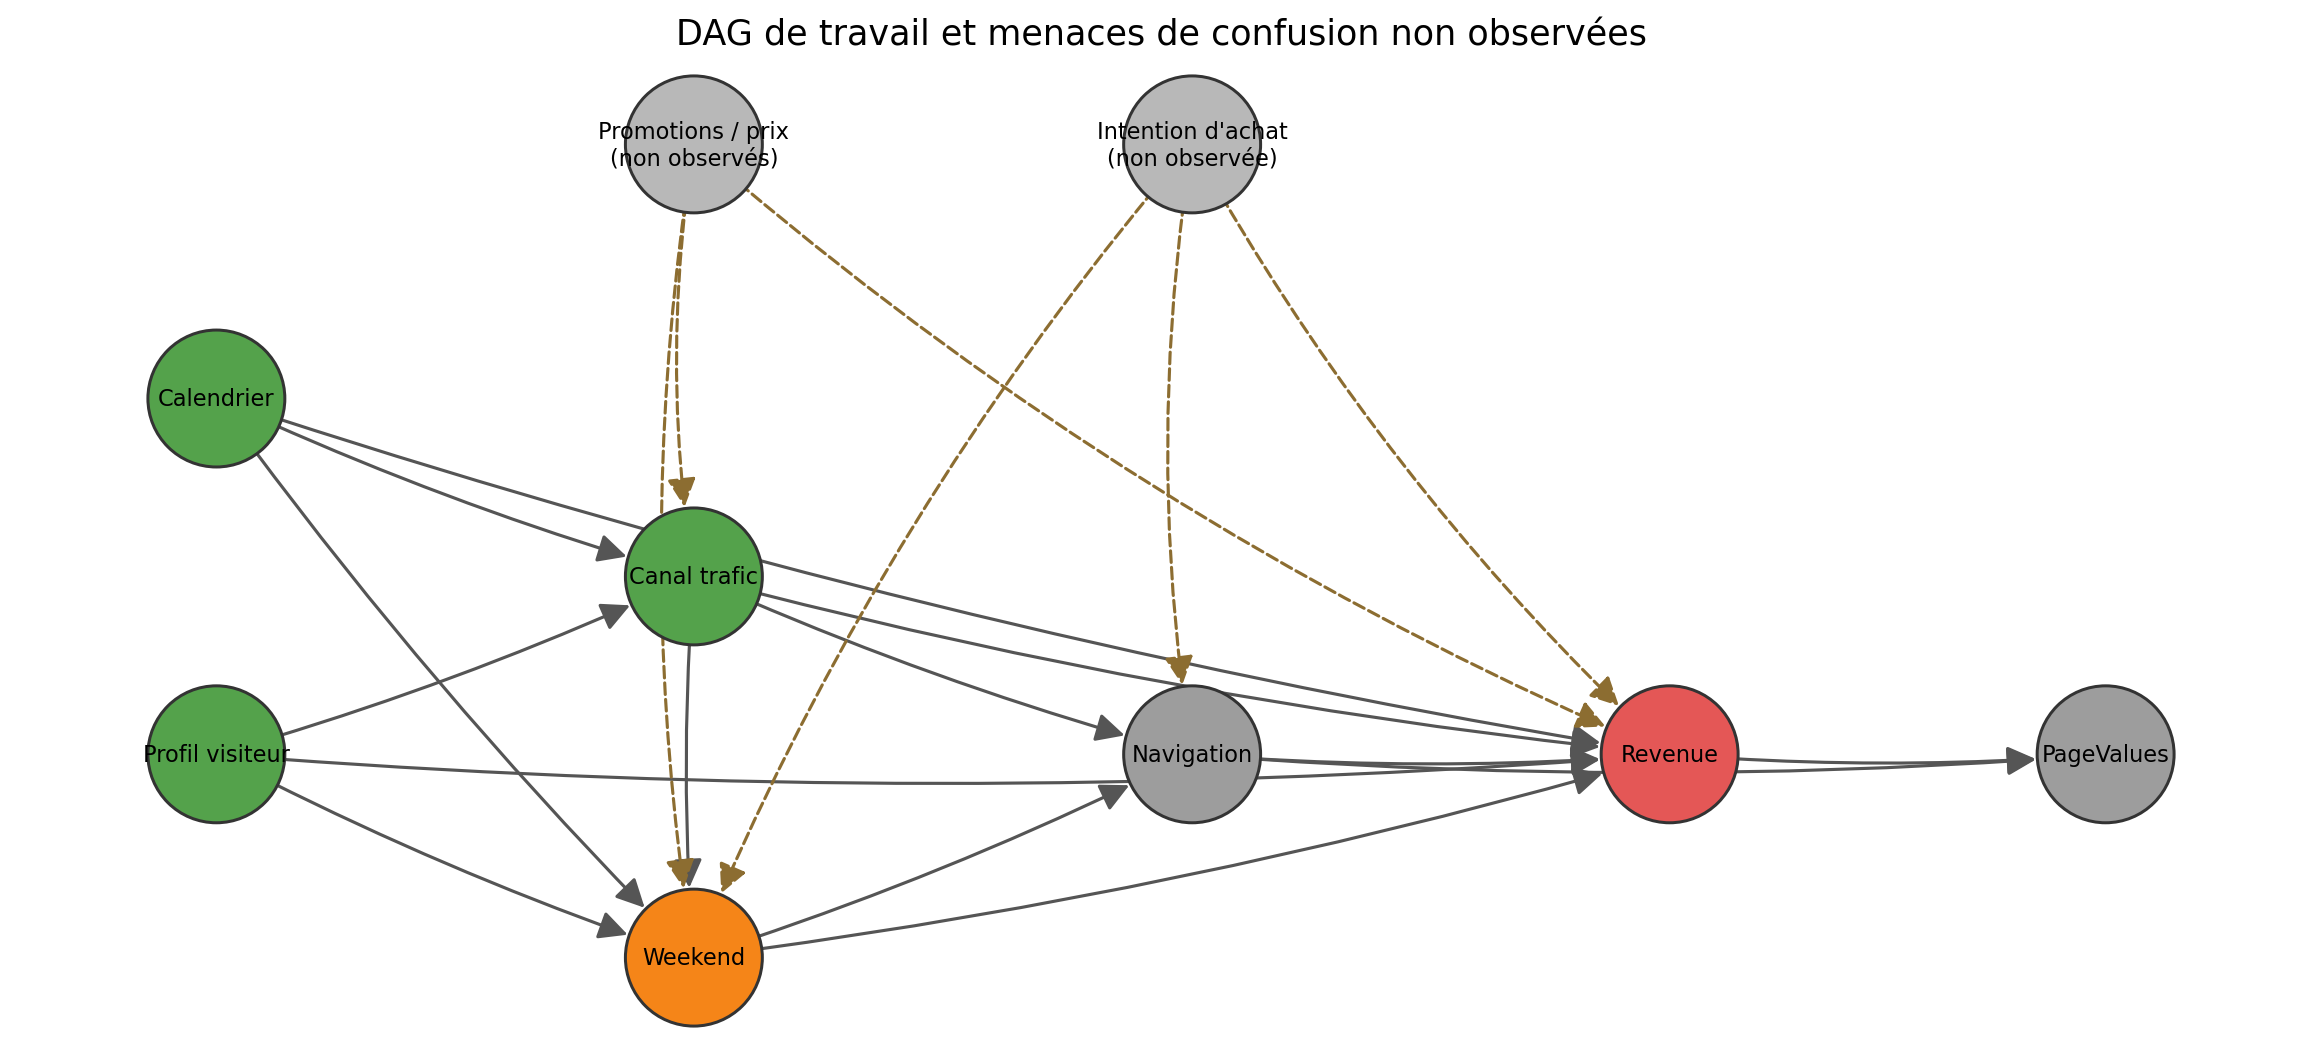 DAG de travail et menaces de confusion non observées
Promotions / prix
(non observés)
Intention d'achat
(non observée)
Calendrier
Canal trafic
Profil visiteur
Navigation
Revenue
PageValues
Weekend